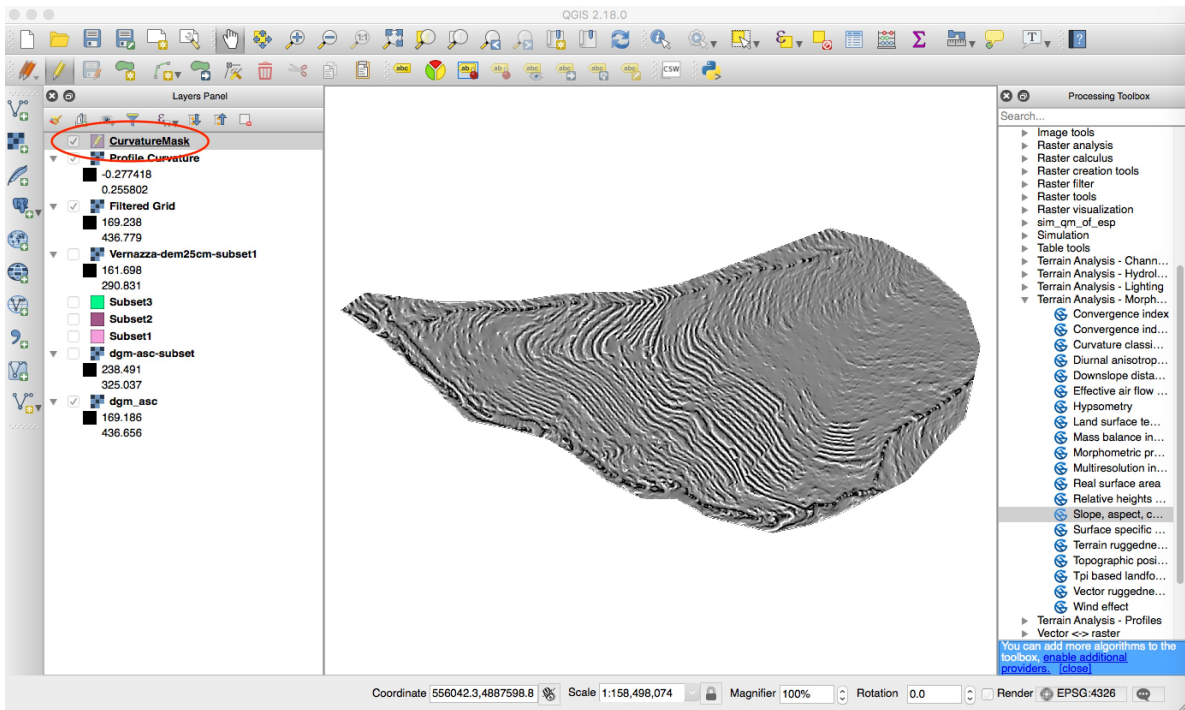 QGIS 2.18.0
Layers Panel
CurvatureMask
Profile Curvature
-0.277418
0.255802
Filtered Grid
169.238
436.779
Vernazza-dem25cm-subset1
161.698
290.831
Subset3
Subset2
Subset1
dgm-asc-subset
238.491
325.037
dgm_asc
169.186
436.656
Processing Toolbox
Search...
Image tools
Raster analysis
Raster calculus
Raster creation tools
Raster filter
Raster tools
Raster visualization
sim_qm_of_esp
Simulation
Table tools
Terrain Analysis - Chann...
Terrain Analysis - Hydrol...
Terrain Analysis - Lighting
Terrain Analysis - Morph...
Convergence index
Convergence ind...
Curvature classi...
Diurnal anisotrop...
Downslope dista...
Effective air flow ...
Hypsometry
Land surface te...
Mass balance in...
Morphometric pr...
Multiresolution in...
Real surface area
Relative heights ...
Slope, aspect, c...
Surface specific ...
Terrain ruggedne...
Topographic posi...
Tpi based landfo...
Vector ruggedne...
Wind effect
Terrain Analysis - Profiles
Vector <-> raster
You can add more algorithms to the
toolbox, enable additional
providers. [close]
Coordinate 556042.3,4887598.8 Scale 1:158,498,074 Magnifier 100% Rotation 0.0 Render EPSG:4326